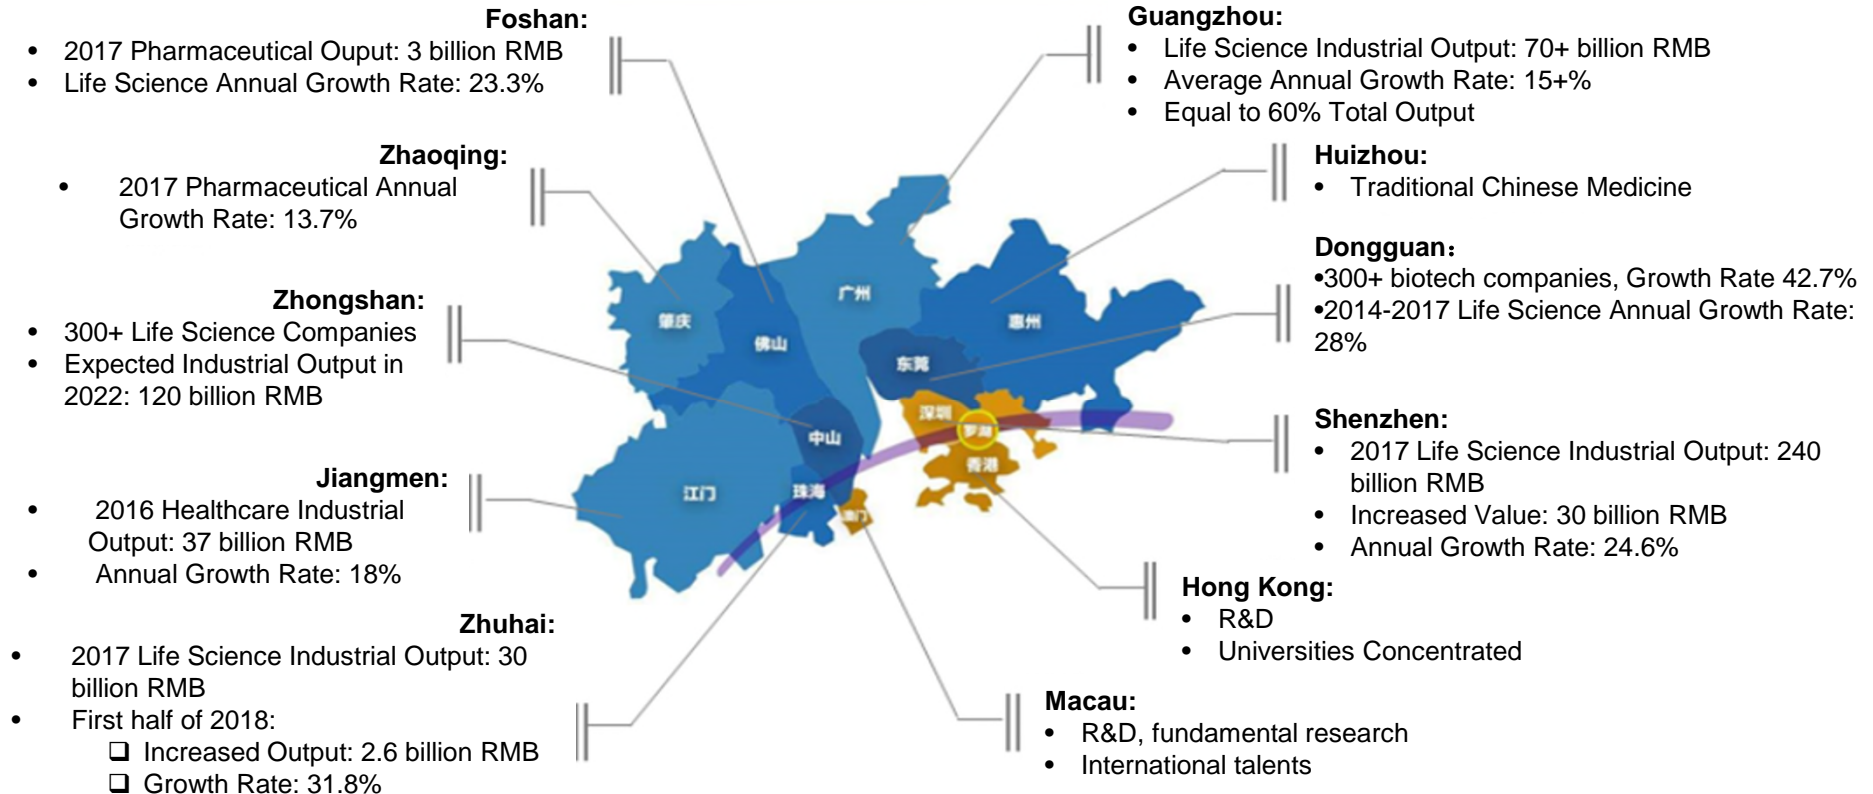 Foshan:
• 2017 Pharmaceutical Ouput: 3 billion RMB
• Life Science Annual Growth Rate: 23.3%
Zhaoqing:
• 2017 Pharmaceutical Annual
Growth Rate: 13.7%
Zhongshan:
• 300+ Life Science Companies
• Expected Industrial Output in
2022: 120 billion RMB
Jiangmen:
• 2016 Healthcare Industrial
Output: 37 billion RMB
• Annual Growth Rate: 18%
Zhuhai:
• 2017 Life Science Industrial Output: 30
billion RMB
• First half of 2018:
❑ Increased Output: 2.6 billion RMB
❑ Growth Rate: 31.8%
广州
肇庆
惠州
佛山
东莞
深圳
罗湖
中山
香港
江门
珠海
澳门
Guangzhou:
• Life Science Industrial Output: 70+ billion RMB
• Average Annual Growth Rate: 15+%
• Equal to 60% Total Output
Huizhou:
• Traditional Chinese Medicine
Dongguan：
•300+ biotech companies, Growth Rate 42.7%
•2014-2017 Life Science Annual Growth Rate:
28%
Shenzhen:
• 2017 Life Science Industrial Output: 240
billion RMB
• Increased Value: 30 billion RMB
• Annual Growth Rate: 24.6%
Hong Kong:
• R&D
• Universities Concentrated
Macau:
• R&D, fundamental research
• International talents